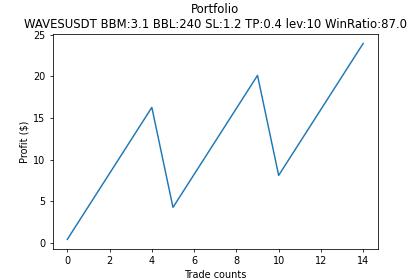 Portfolio
WAVESUSDT BBM:3.1 BBL:240 SL:1.2 TP:0.4 lev:10 WinRatio:87.0
25
20
15
10
5
0
Profit ($)
0 2 4 6 8 10 12 14
Trade counts